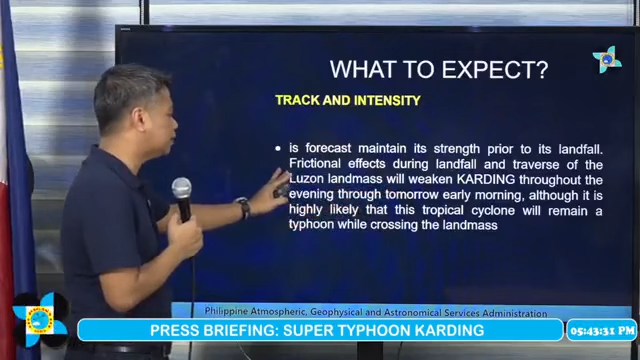 WHAT TO EXPECT?
TRACK AND INTENSITY
• is forecast maintain its strength prior to its landfall.
Frictional effects during landfall and traverse of the
Luzon landmass will weaken KARDING throughout the
evening through tomorrow early morning, although it is
highly likely that this tropical cyclone will remain a
typhoon while crossing the landmass
Philippine Atmospheric, Geophysical and Astronomical Services Administration
PRESS BRIEFING: SUPER TYPHOON KARDING
05:43:31 PM